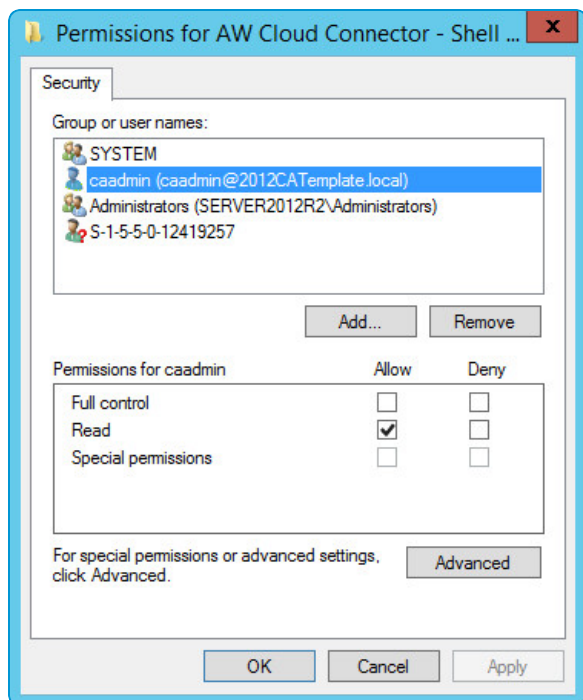 Permissions for AW Cloud Connector - Shell ...
x
Security
Group or user names:
SYSTEM
caadmin (caadmin@2012CATemplate.local)
Administrators (SERVER2012R2\Administrators)
S-1-5-5-0-12419257
Add... Remove
Permissions for caadmin Allow Deny
Full control
Read
Special permissions
For special permissions or advanced settings,
click Advanced.
Advanced
OK Cancel Apply